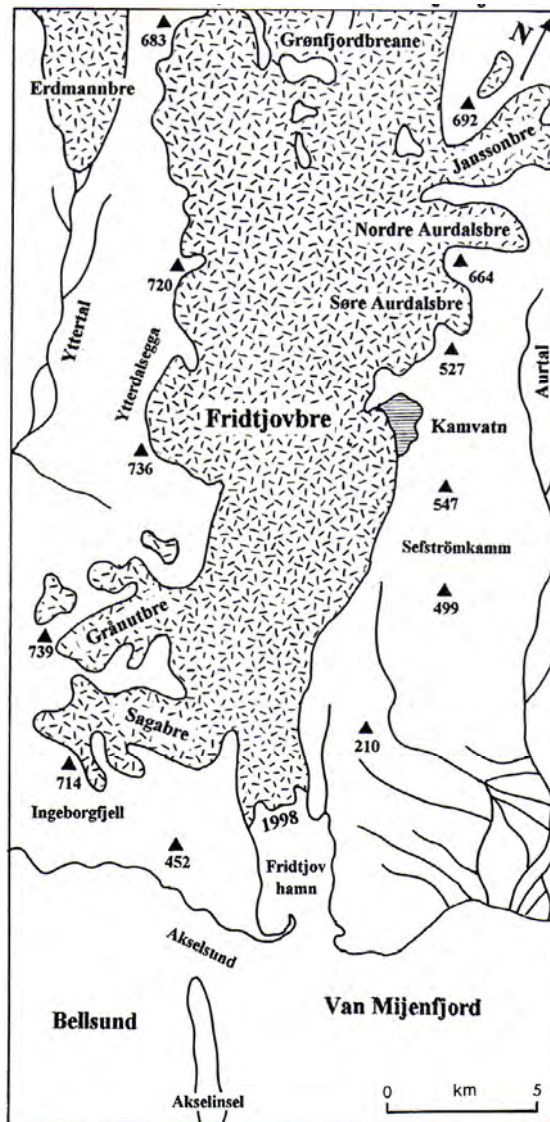 683
Grønfjordbreane
N
Erdmannbre
692
Janssonbre
Nordre Aurdalsbre
720
664
Søre Aurdalsbre
Yttertal
Ytterdalsegga
527
Aurtal
Fridtjovbre
Kamvatn
736
547
Sefströmkamm
499
Grånutbre
739
Sagabre
210
714
Ingeborgfjell
1998
452
Fridtjov
hamn
Akselsund
Bellsund
Van Mijenfjord
Akselinsel
0 km 5